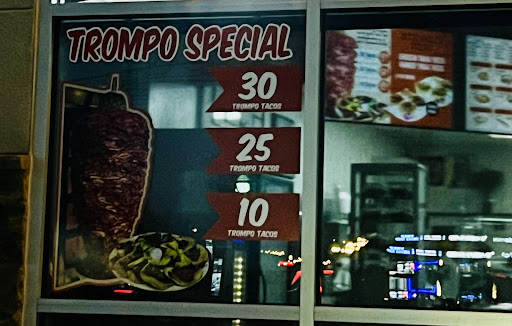 TROMPO SPECIAL
30
TROMPO TACOS
25
TROMPO TACOS
10
TROMPO TACOS